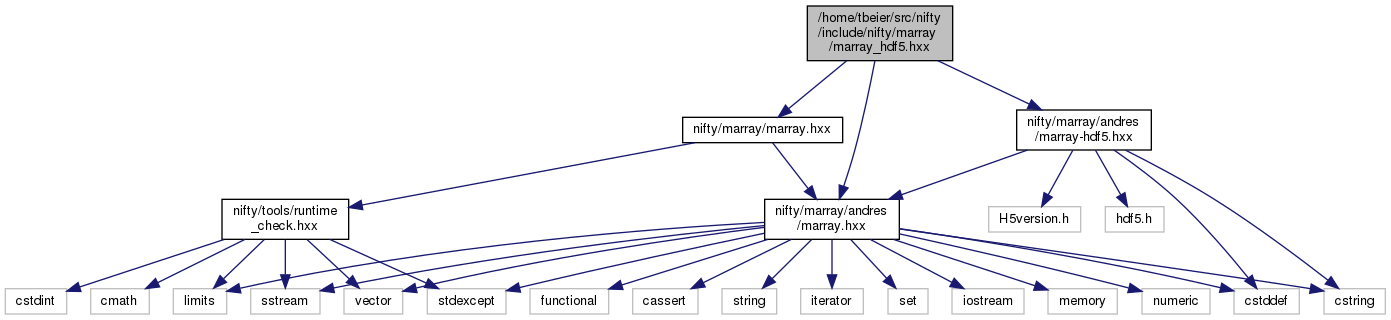 /home/tbeier/src/nifty
/include/nifty/marray
/marray_hdf5.hxx
nifty/marray/marray.hxx
nifty/marray/andres
/marray-hdf5.hxx
nifty/tools/runtime
_check.hxx
nifty/marray/andres
/marray.hxx
H5version.h
hdf5.h
cstdint
cmath
limits
sstream
vector
stdexcept
functional
cassert
string
iterator
set
iostream
memory
numeric
cstddef
cstring